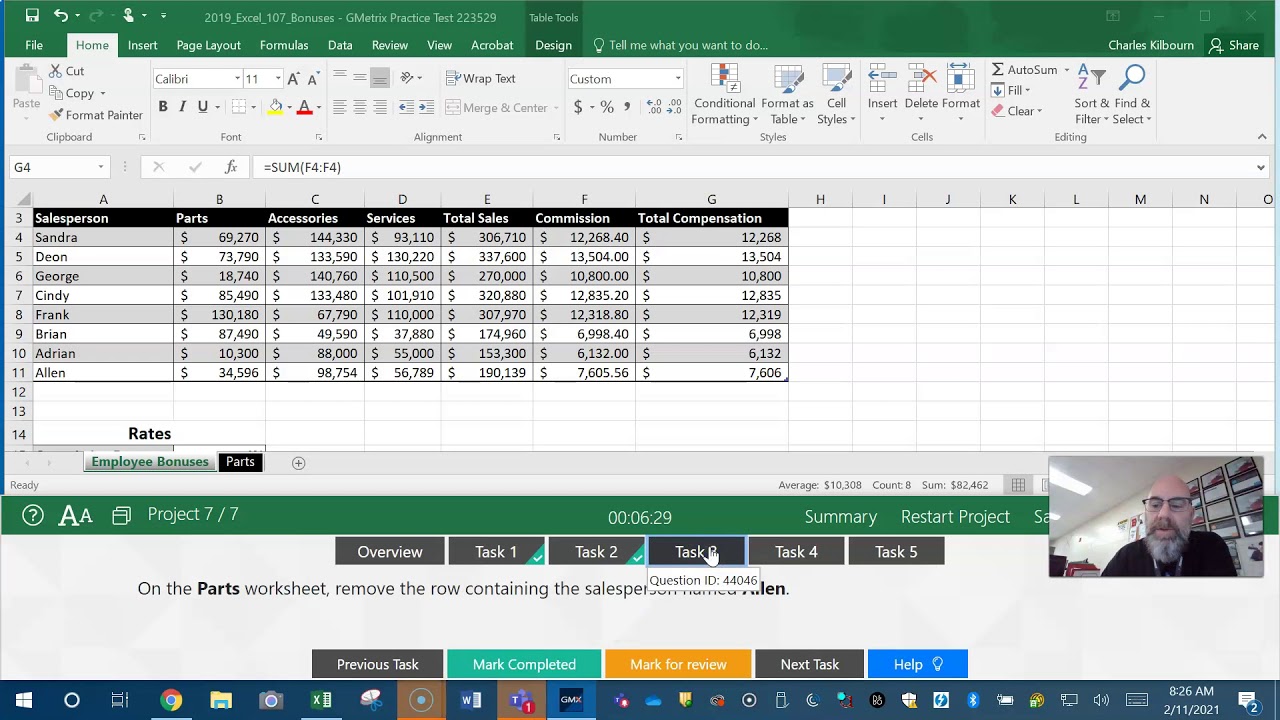 2019_Excel_107_Bonuses - GMetrix Practice Test 223529
Table Tools
File Home Insert Page Layout Formulas Data Review View Acrobat Design Tell me what you want to do... Charles Kilbourn Share
Cut
Copy
Format Painter
Paste
Clipboard
Calibri 11
B I U
Font
Wrap Text
Merge & Center
Alignment
Custom
$ % ,
Number
Conditional Formatting
Format as Table
Cell Styles
Styles
Insert Delete Format
Cells
AutoSum
Fill
Clear
Sort & Filter
Find & Select
Editing
G4 fx =SUM(F4:F4)
A B C D E F G H I J K L M N O
3 Salesperson Parts Accessories Services Total Sales Commission Total Compensation
4 Sandra $ 69,270 $ 144,330 $ 93,110 $ 306,710 $ 12,268.40 $ 12,268
5 Deon $ 73,790 $ 133,590 $ 130,220 $ 337,600 $ 13,504.00 $ 13,504
6 George $ 18,740 $ 140,760 $ 110,500 $ 270,000 $ 10,800.00 $ 10,800
7 Cindy $ 85,490 $ 133,480 $ 101,910 $ 320,880 $ 12,835.20 $ 12,835
8 Frank $ 130,180 $ 67,790 $ 110,000 $ 307,970 $ 12,318.80 $ 12,319
9 Brian $ 87,490 $ 49,590 $ 37,880 $ 174,960 $ 6,998.40 $ 6,998
10 Adrian $ 10,300 $ 88,000 $ 55,000 $ 153,300 $ 6,132.00 $ 6,132
11 Allen $ 34,596 $ 98,754 $ 56,789 $ 190,139 $ 7,605.56 $ 7,606
12
13
14 Rates
Employee Bonuses Parts
Ready Average: $10,308 Count: 8 Sum: $82,462
? AA Project 7 / 7 00:06:29 Summary Restart Project
Overview Task 1 Task 2 Task 3 Task 4 Task 5
Question ID: 44046
On the Parts worksheet, remove the row containing the salesperson named Allen.
Previous Task Mark Completed Mark for review Next Task Help
GMX
8:26 AM
2/11/2021